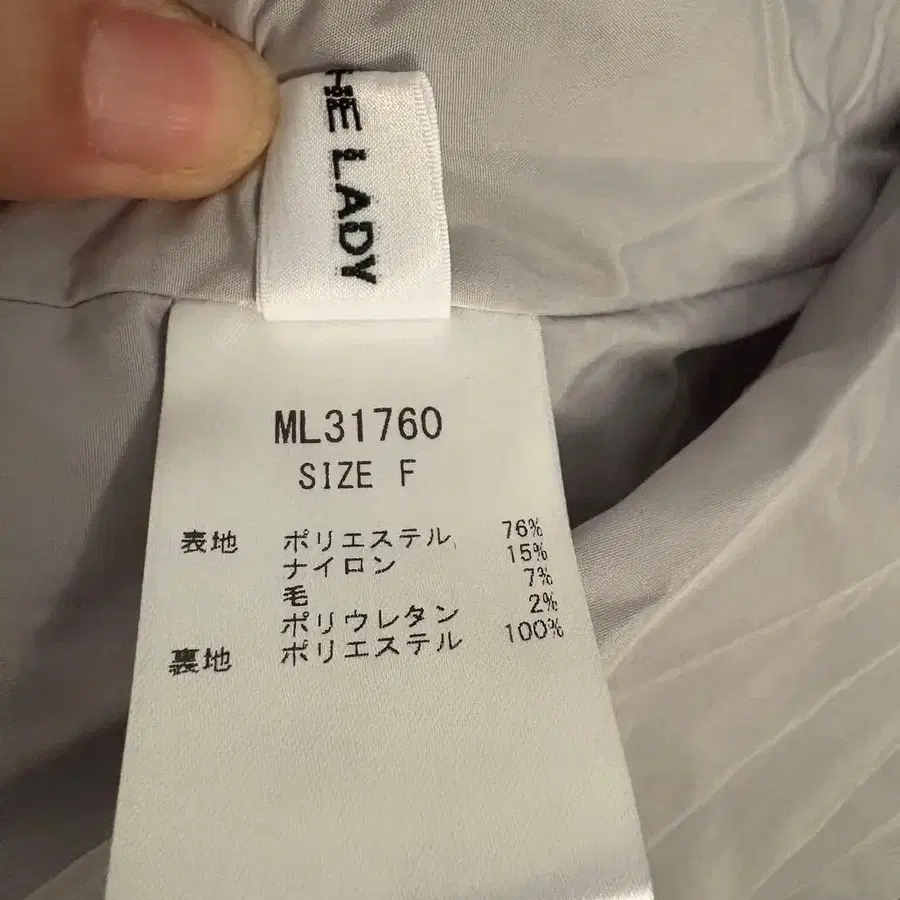 THE LADY
ML31760
SIZE F
表地 ポリエステル 76%
ナイロン 15%
毛 7%
ポリウレタン 2%
裏地 ポリエステル 100%